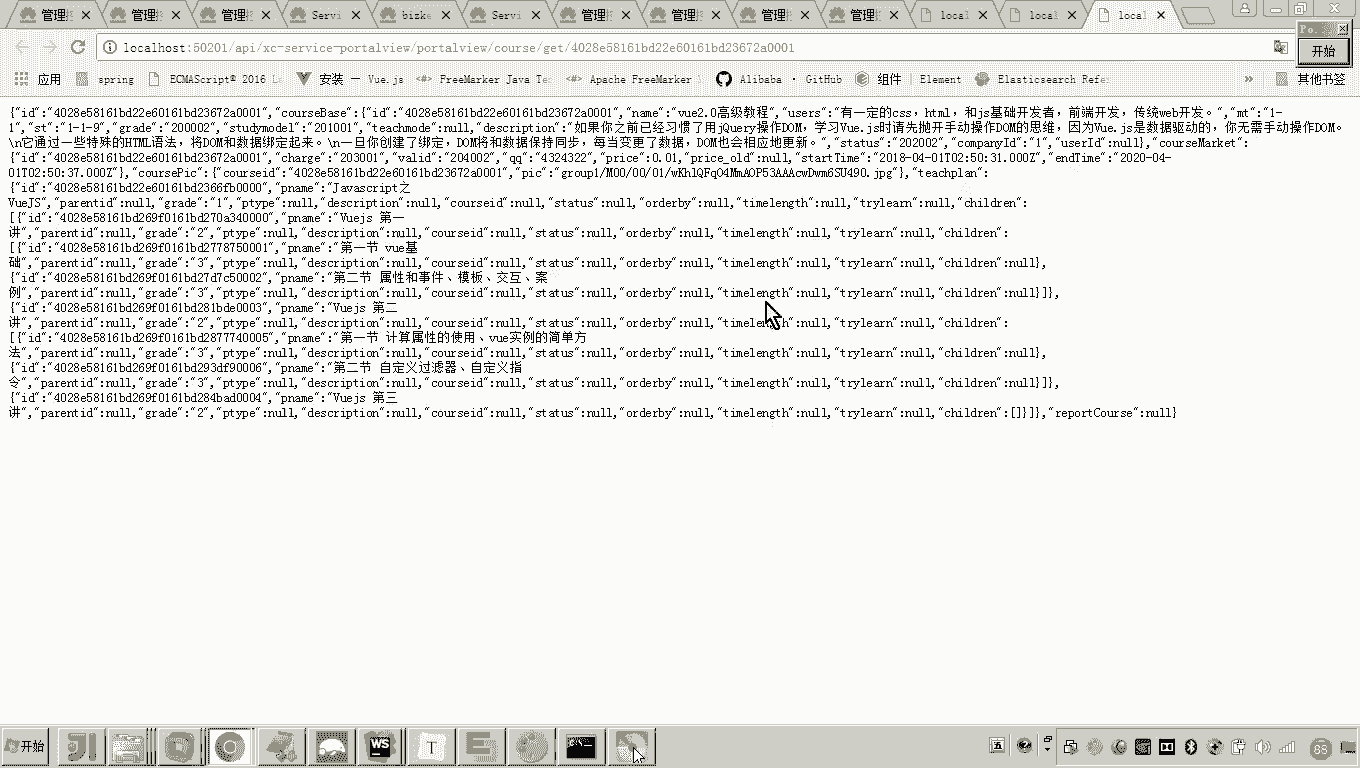 管理
管理
管理
Servi
bizke
Servi
管理
管理
管理
管理
local
local
local
localhost:50201/api/xc-service-portalview/portalview/course/get/4028e58161bd22e60161bd23672a0001
开始
应用
spring
ECMAScript® 2016 L
安装 — Vue.js
FreeMarker Java Te
Apache FreeMarker
Alibaba · GitHub
组件 | Element
Elasticsearch Refe
»
其他书签
{"id":"4028e58161bd22e60161bd23672a0001","courseBase":{"id":"4028e58161bd22e60161bd23672a0001","name":"vue2.0高级教程","users":"有一定的css，html，和js基础开发者，前端开发，传统web开发。","mt":"1-
1","st":"1-1-9","grade":"200002","studymodel":"201001","teachmode":null,"description":"如果你之前已经习惯了用jQuery操作DOM，学习Vue.js时请先抛开手动操作DOM的思维，因为Vue.js是数据驱动的，你无需手动操作DOM。
\n它通过一些特殊的HTML语法，将DOM和数据绑定起来。\n一旦你创建了绑定，DOM将和数据保持同步，每当变更了数据，DOM也会相应地更新。","status":"202002","companyId":"1","userId":null},"courseMarket":
{"id":"4028e58161bd22e60161bd23672a0001","charge":"203001","valid":"204002","qq":"4324322","price":0.01,"price_old":null,"startTime":"2018-04-01T02:50:31.000Z","endTime":"2020-04-
01T02:50:37.000Z"},"coursePic":{"courseid":"4028e58161bd22e60161bd23672a0001","pic":"group1/M00/00/01/wKhlQFqO4MmAOP53AAAcwDwm6SU490.jpg"},"teachplan":
{"id":"4028e58161bd22e60161bd2366fb0000","pname":"Javascript之
VueJS","parentid":null,"grade":"1","ptype":null,"description":null,"courseid":null,"status":null,"orderby":null,"timelength":null,"trylearn":null,"children":
[{"id":"4028e58161bd269f0161bd270a340000","pname":"Vuejs 第一
讲","parentid":null,"grade":"2","ptype":null,"description":null,"courseid":null,"status":null,"orderby":null,"timelength":null,"trylearn":null,"children":
[{"id":"4028e58161bd269f0161bd2778750001","pname":"第一节 vue基
础","parentid":null,"grade":"3","ptype":null,"description":null,"courseid":null,"status":null,"orderby":null,"timelength":null,"trylearn":null,"children":null},
{"id":"4028e58161bd269f0161bd27d7c50002","pname":"第二节 属性和事件、模板、交互、案
例","parentid":null,"grade":"3","ptype":null,"description":null,"courseid":null,"status":null,"orderby":null,"timelength":null,"trylearn":null,"children":null}]},
{"id":"4028e58161bd269f0161bd281bde0003","pname":"Vuejs 第二
讲","parentid":null,"grade":"2","ptype":null,"description":null,"courseid":null,"status":null,"orderby":null,"timelength":null,"trylearn":null,"children":
[{"id":"4028e58161bd269f0161bd2877740005","pname":"第一节 计算属性的使用、vue实例的简单方
法","parentid":null,"grade":"3","ptype":null,"description":null,"courseid":null,"status":null,"orderby":null,"timelength":null,"trylearn":null,"children":null},
{"id":"4028e58161bd269f0161bd293df90006","pname":"第二节 自定义过滤器、自定义指
令","parentid":null,"grade":"3","ptype":null,"description":null,"courseid":null,"status":null,"orderby":null,"timelength":null,"trylearn":null,"children":null}]},
{"id":"4028e58161bd269f0161bd284bad0004","pname":"Vuejs 第三
讲","parentid":null,"grade":"2","ptype":null,"description":null,"courseid":null,"status":null,"orderby":null,"timelength":null,"trylearn":null,"children":[]}]},"reportCourse":null}
开始
WS
T
88